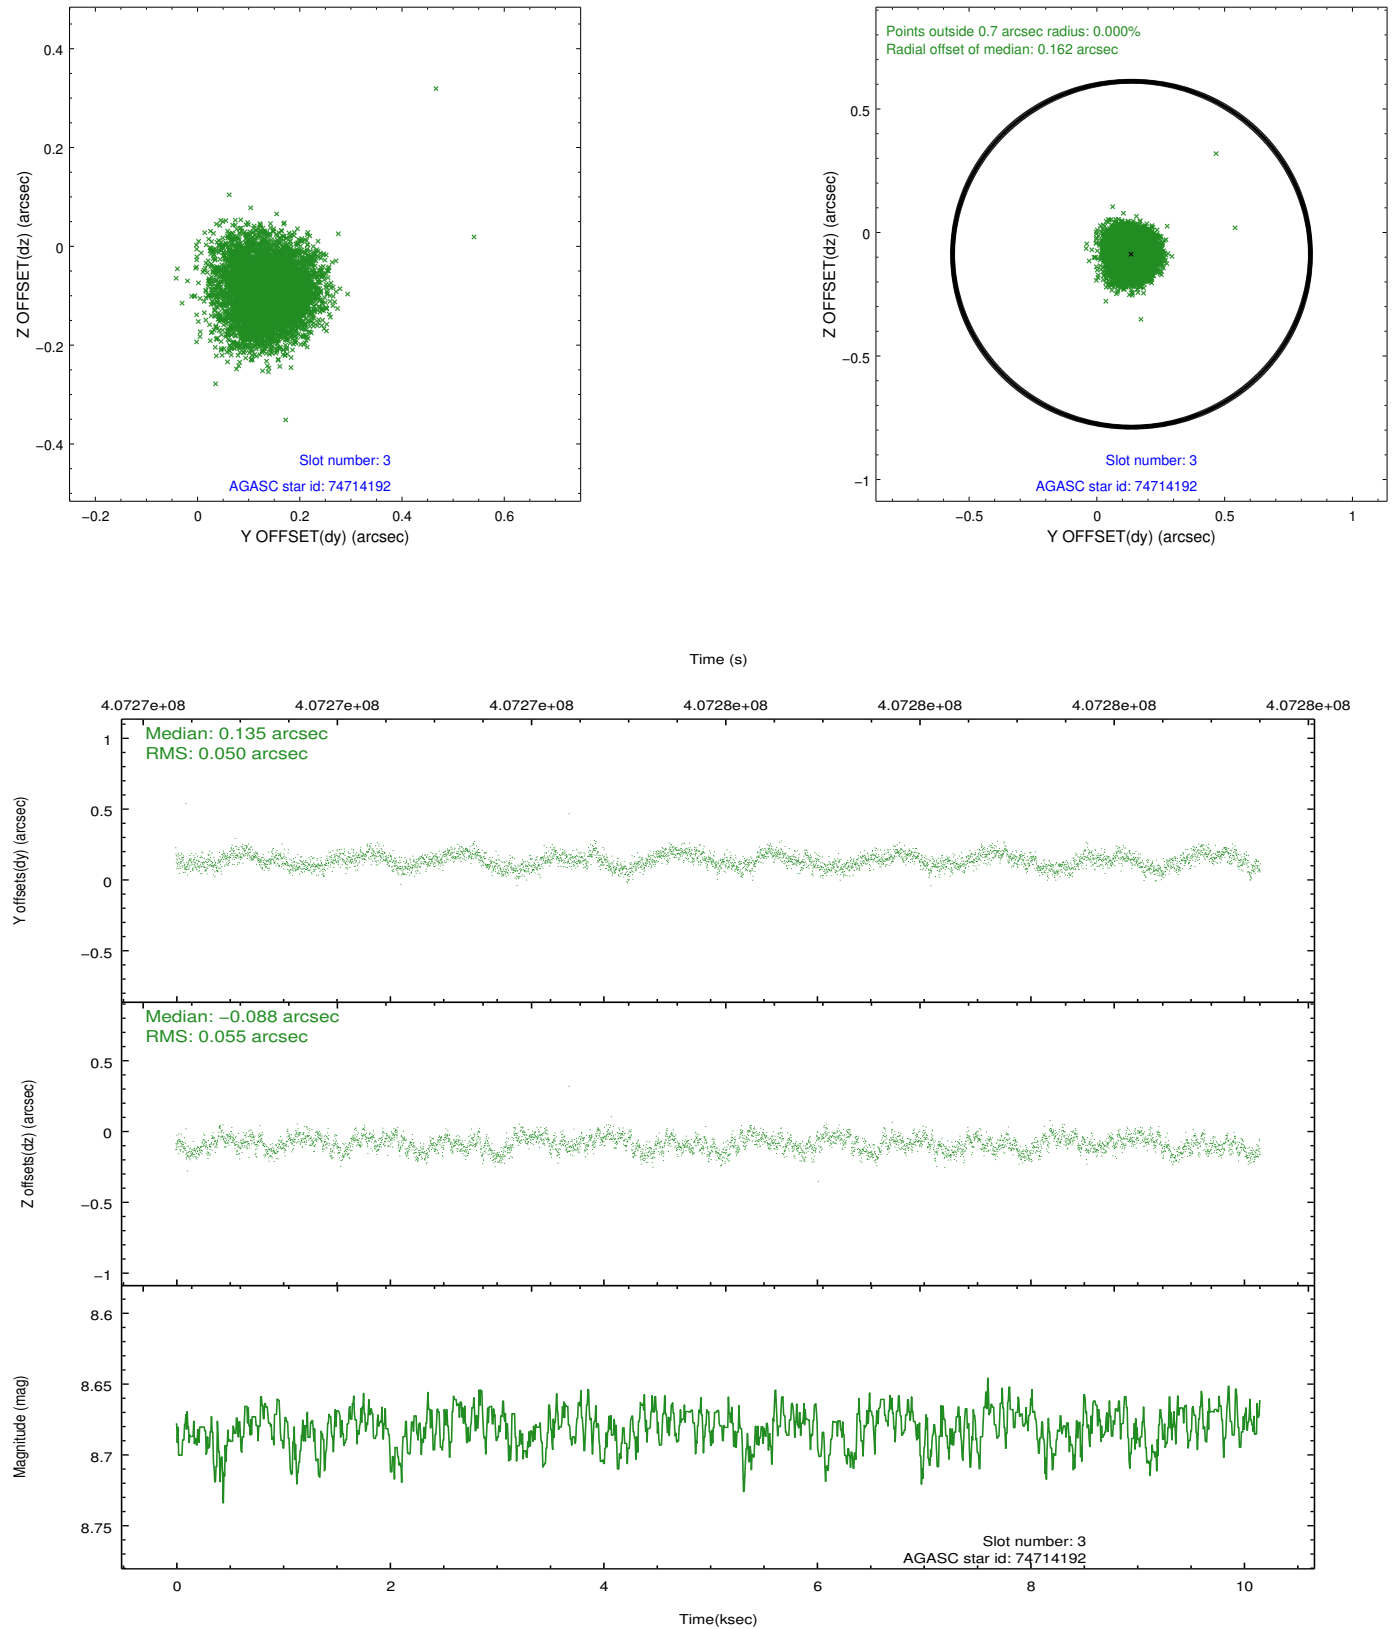 0.4
0.2
0
−0.2
−0.4
Z OFFSET(dz) (arcsec)
Slot number: 3
AGASC star id: 74714192
−0.2 0 0.2 0.4 0.6
Y OFFSET(dy) (arcsec)
Points outside 0.7 arcsec radius: 0.000%
Radial offset of median: 0.162 arcsec
0.5
0
−0.5
−1
Z OFFSET(dz) (arcsec)
Slot number: 3
AGASC star id: 74714192
−0.5 0 0.5 1
Y OFFSET(dy) (arcsec)
Time (s)
4.0727e+08 4.0727e+08 4.0727e+08 4.0728e+08 4.0728e+08 4.0728e+08 4.0728e+08
Median: 0.135 arcsec
RMS: 0.050 arcsec
1
0.5
0
−0.5
Y offsets(dy) (arcsec)
Median: −0.088 arcsec
RMS: 0.055 arcsec
0.5
0
−0.5
−1
Z offsets(dz) (arcsec)
8.6
8.65
8.7
8.75
Magnitude (mag)
Slot number: 3
AGASC star id: 74714192
0 2 4 6 8 10
Time(ksec)